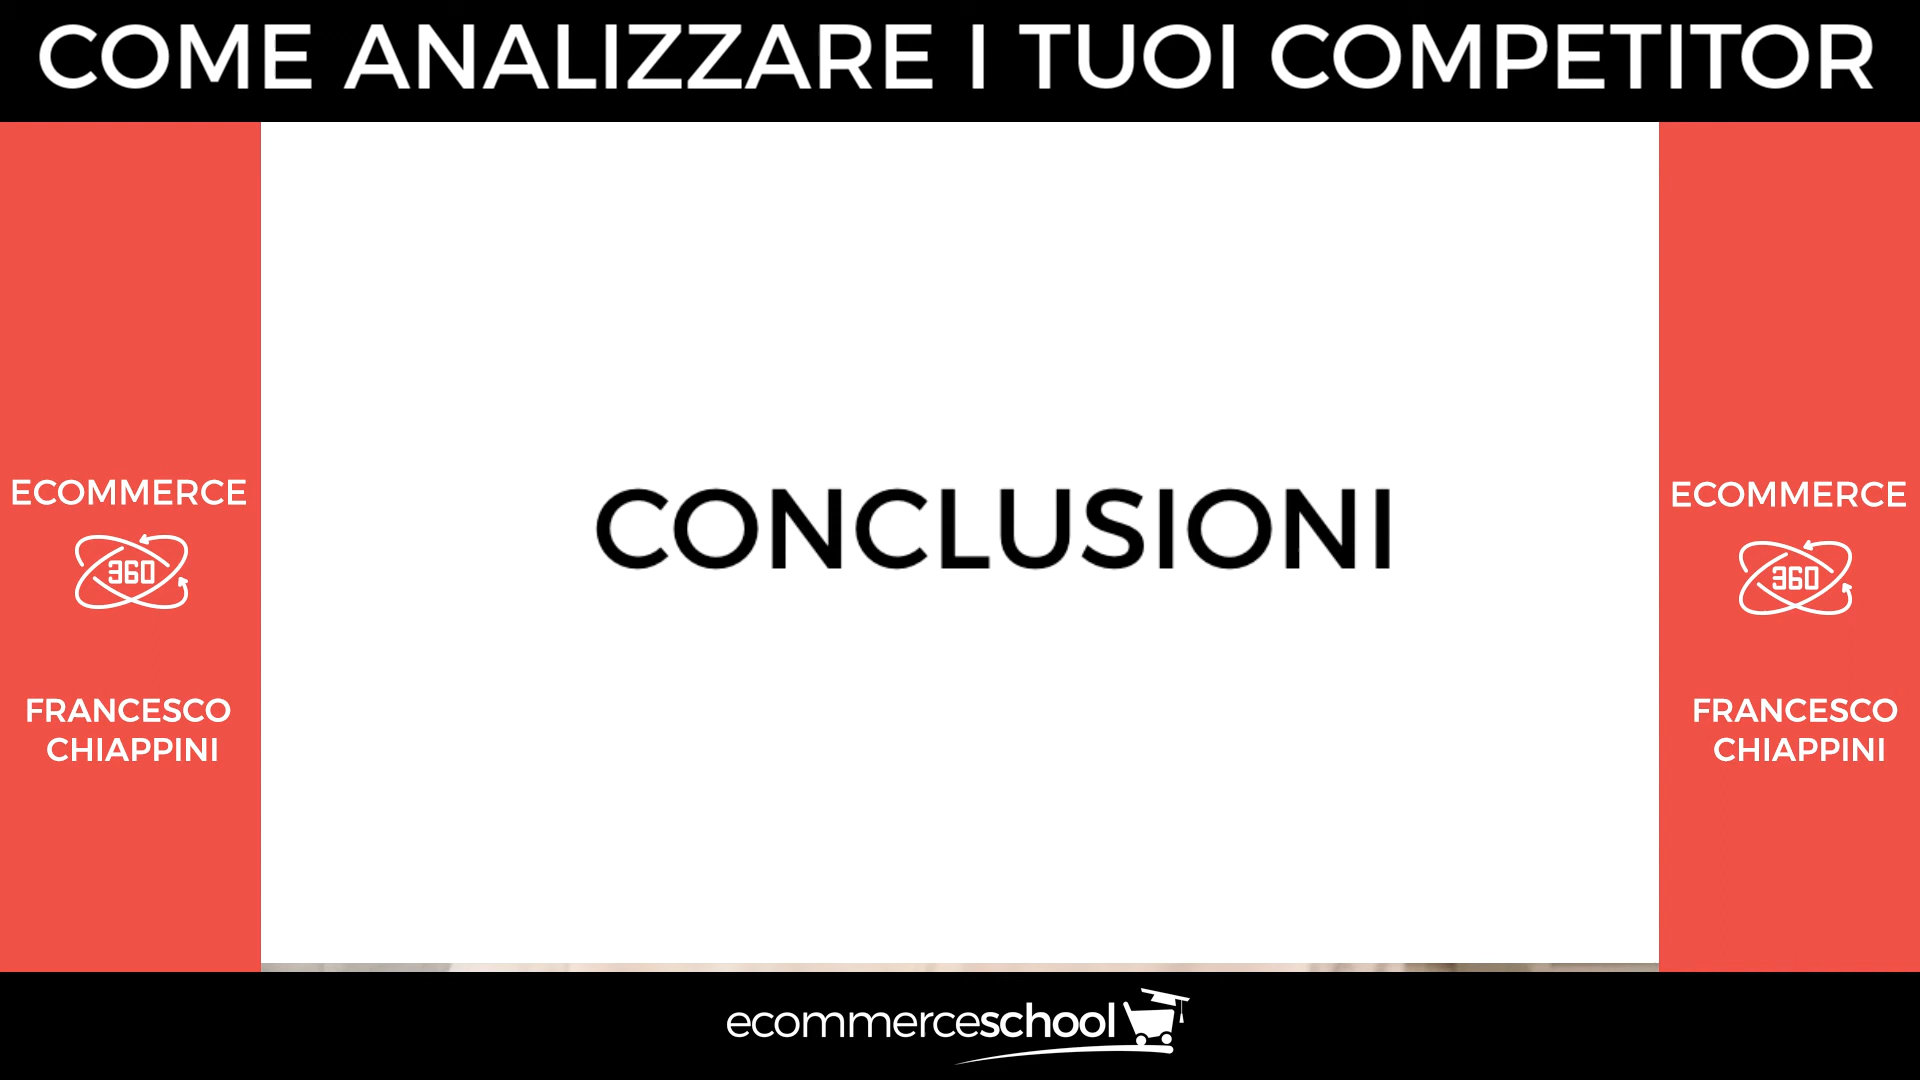 COME ANALIZZARE I TUOI COMPETITOR
ECOMMERCE
360
FRANCESCO
CHIAPPINI
CONCLUSIONI
ECOMMERCE
360
FRANCESCO
CHIAPPINI
ecommerceschool